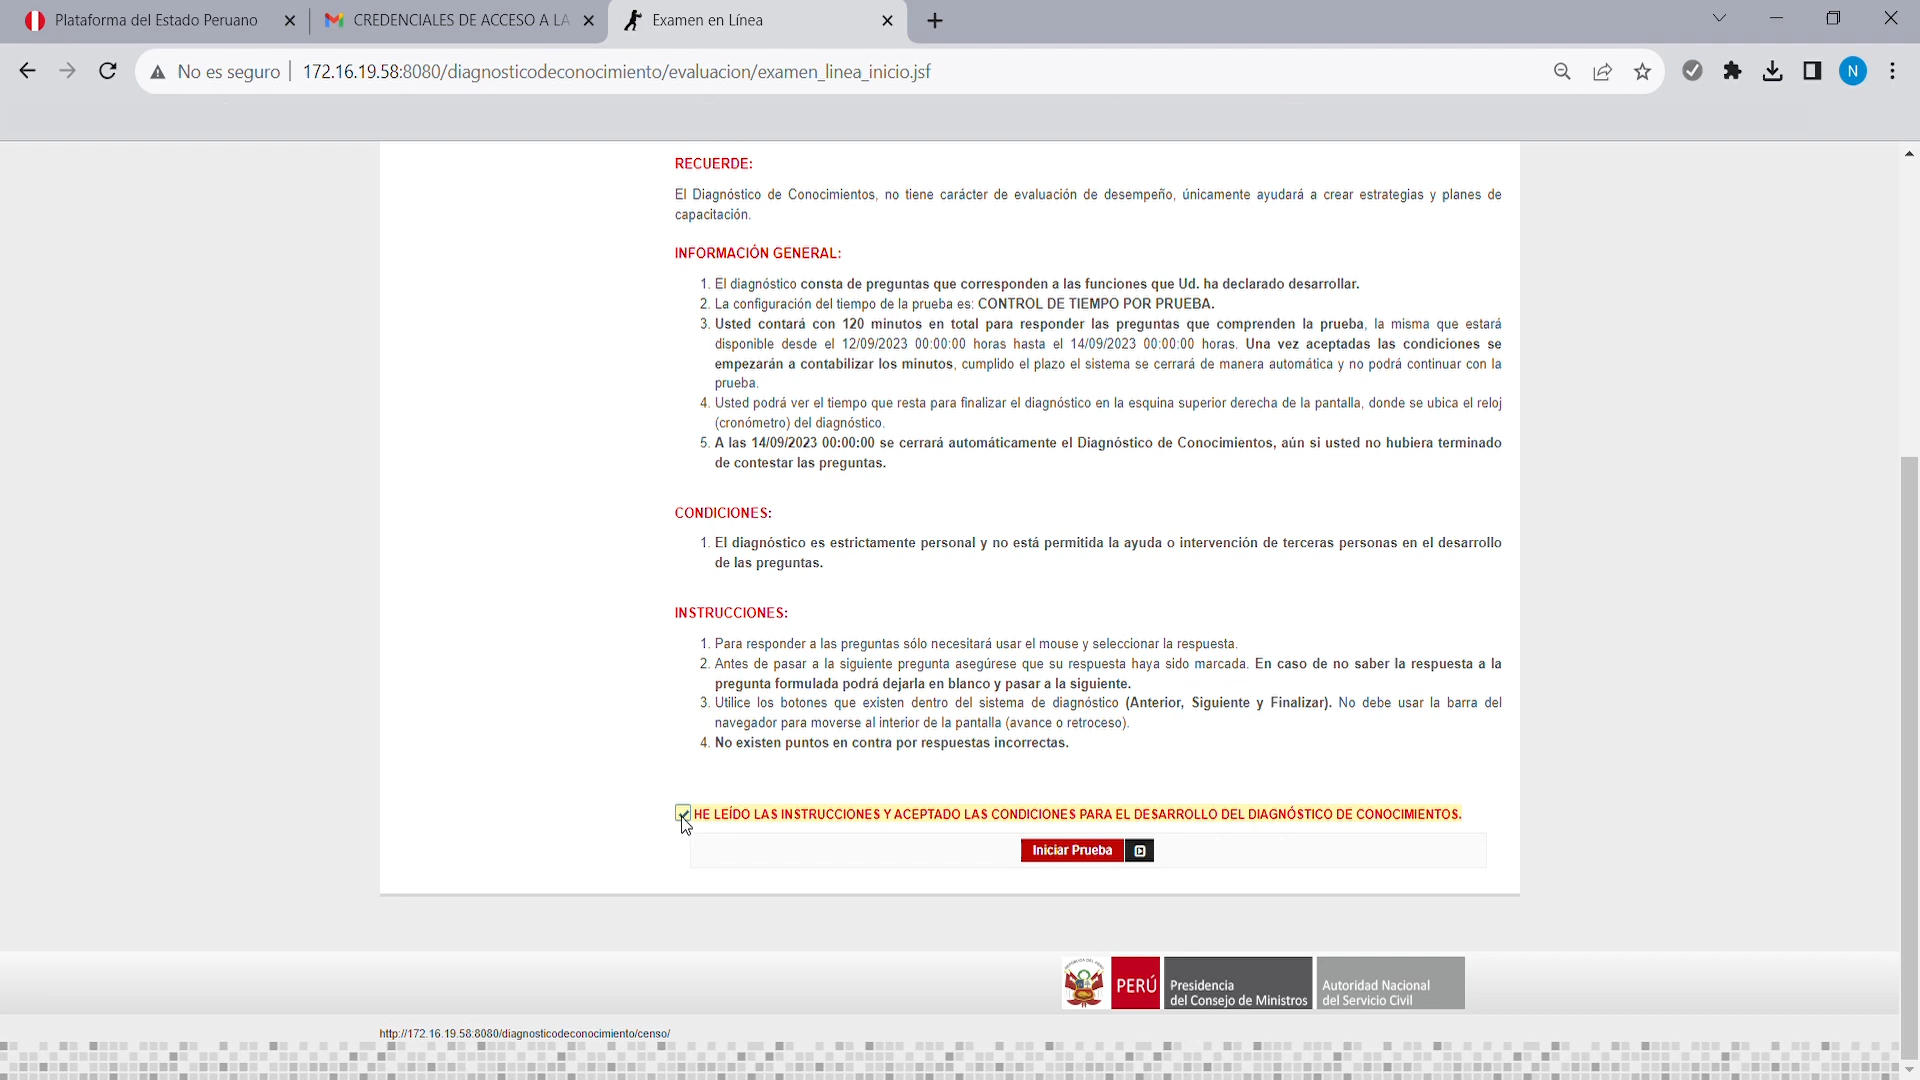 Plataforma del Estado Peruano
CREDENCIALES DE ACCESO A LA
Examen en Línea
No es seguro
172.16.19.58:8080/diagnosticodeconocimiento/evaluacion/examen_linea_inicio.jsf
N
RECUERDE:
El Diagnóstico de Conocimientos, no tiene carácter de evaluación de desempeño, únicamente ayudará a crear estrategias y planes de
capacitación.
INFORMACIÓN GENERAL:
1. El diagnóstico consta de preguntas que corresponden a las funciones que Ud. ha declarado desarrollar.
2. La configuración del tiempo de la prueba es: CONTROL DE TIEMPO POR PRUEBA.
3. Usted contará con 120 minutos en total para responder las preguntas que comprenden la prueba, la misma que estará
disponible desde el 12/09/2023 00:00:00 horas hasta el 14/09/2023 00:00:00 horas. Una vez aceptadas las condiciones se
empezarán a contabilizar los minutos, cumplido el plazo el sistema se cerrará de manera automática y no podrá continuar con la
prueba.
4. Usted podrá ver el tiempo que resta para finalizar el diagnóstico en la esquina superior derecha de la pantalla, donde se ubica el reloj
(cronómetro) del diagnóstico.
5. A las 14/09/2023 00:00:00 se cerrará automáticamente el Diagnóstico de Conocimientos, aún si usted no hubiera terminado
de contestar las preguntas.
CONDICIONES:
1. El diagnóstico es estrictamente personal y no está permitida la ayuda o intervención de terceras personas en el desarrollo
de las preguntas.
INSTRUCCIONES:
1. Para responder a las preguntas sólo necesitará usar el mouse y seleccionar la respuesta.
2. Antes de pasar a la siguiente pregunta asegúrese que su respuesta haya sido marcada. En caso de no saber la respuesta a la
pregunta formulada podrá dejarla en blanco y pasar a la siguiente.
3. Utilice los botones que existen dentro del sistema de diagnóstico (Anterior, Siguiente y Finalizar). No debe usar la barra del
navegador para moverse al interior de la pantalla (avance o retroceso).
4. No existen puntos en contra por respuestas incorrectas.
HE LEÍDO LAS INSTRUCCIONES Y ACEPTADO LAS CONDICIONES PARA EL DESARROLLO DEL DIAGNÓSTICO DE CONOCIMIENTOS.
Iniciar Prueba
PERÚ
Presidencia
del Consejo de Ministros
Autoridad Nacional
del Servicio Civil
http://172.16.19.58:8080/diagnosticodeconocimiento/censo/